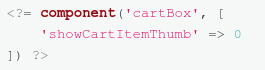 <?= component('cartBox', [
    'showCartItemThumb' => 0
]) ?>